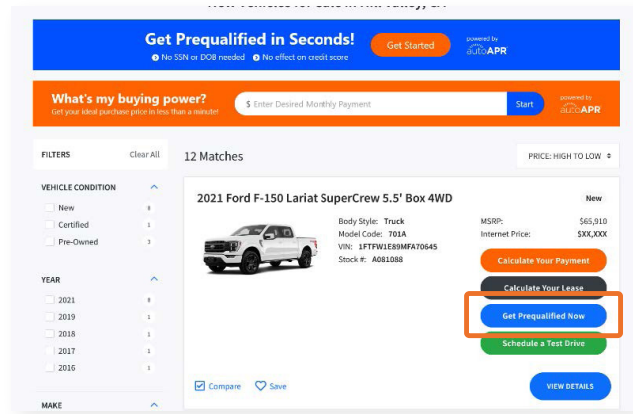 New Vehicles for Sale in
Get Prequalified in Seconds!
No SSN or DOB needed No effect on credit score
Get Started
powered by
autoAPR
What's my buying power?
Get your ideal purchase price in less than a minute!
$ Enter Desired Monthly Payment
Start
powered by
autoAPR
FILTERS Clear All
12 Matches
PRICE: HIGH TO LOW
VEHICLE CONDITION
New 8
Certified 1
Pre-Owned 3
YEAR
2021 8
2019 1
2018 1
2017 1
2016 1
MAKE
2021 Ford F-150 Lariat SuperCrew 5.5' Box 4WD
New
Body Style: Truck
Model Code: 701A
VIN: 1FTFW1E89MFA70645
Stock #: A081088
MSRP: $65,910
Internet Price: $XX,XXX
Calculate Your Payment
Calculate Your Lease
Get Prequalified Now
Schedule a Test Drive
Compare Save
VIEW DETAILS